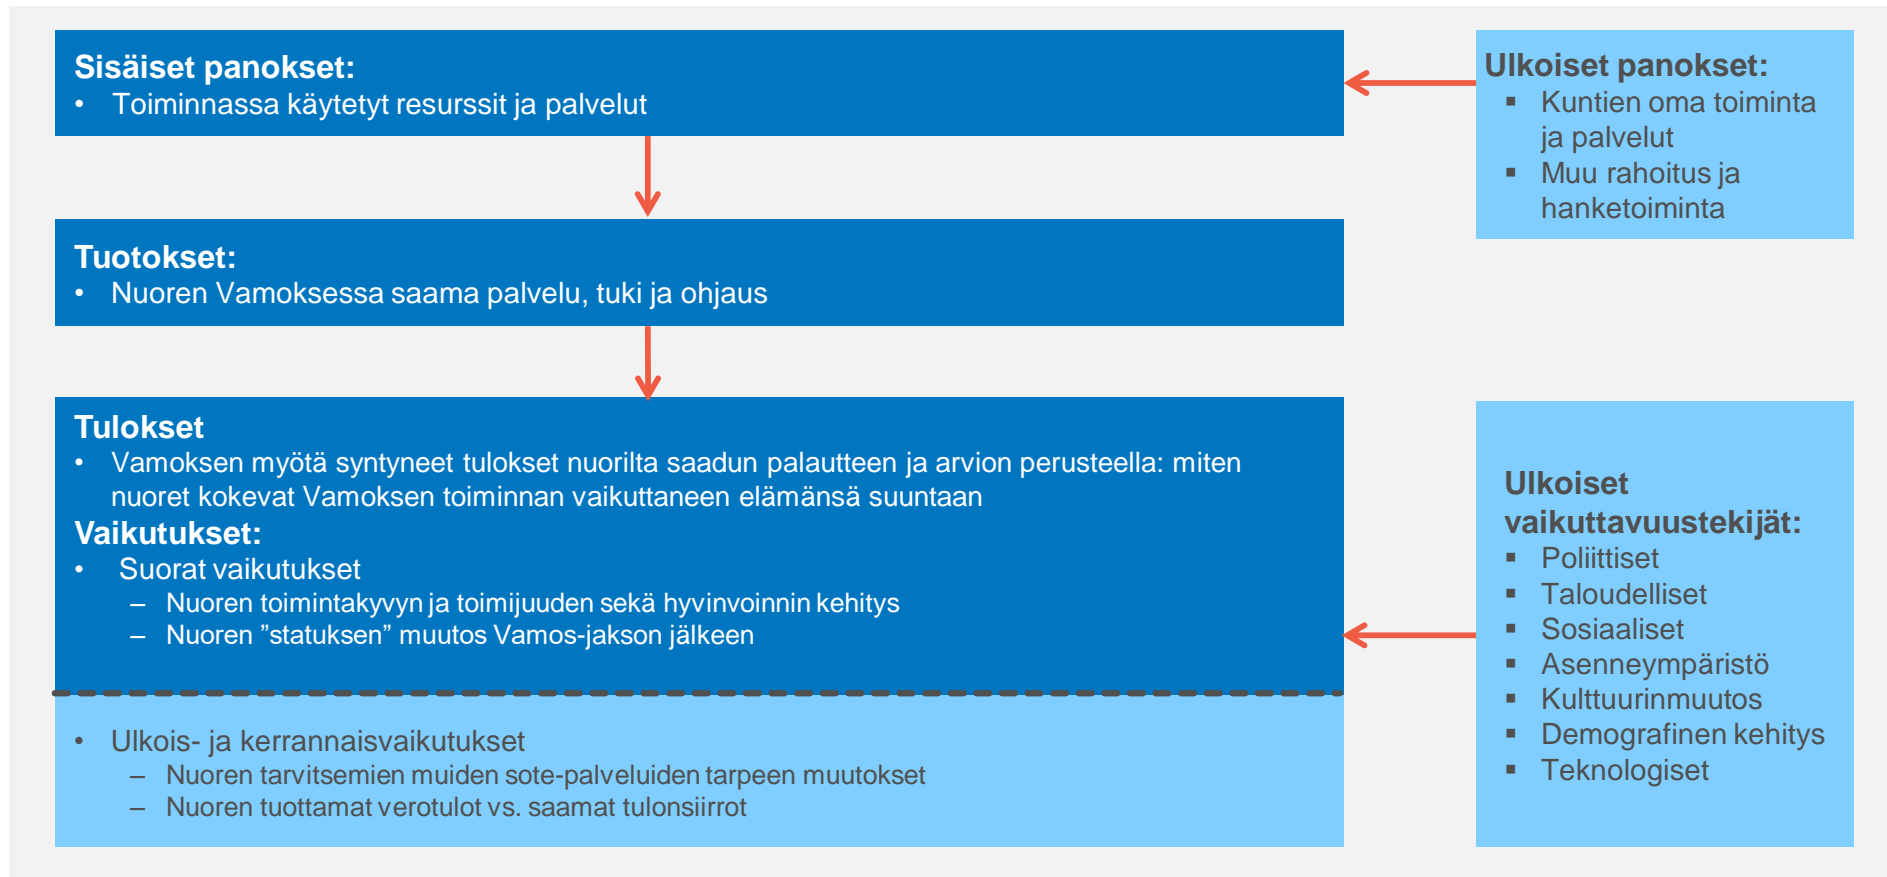 Sisäiset panokset:
• Toiminnassa käytetyt resurssit ja palvelut
Ulkoiset panokset:
▪ Kuntien oma toiminta
ja palvelut
▪ Muu rahoitus ja
hanketoiminta
Tuotokset:
• Nuoren Vamoksessa saama palvelu, tuki ja ohjaus
Tulokset
• Vamoksen myötä syntyneet tulokset nuorilta saadun palautteen ja arvion perusteella: miten
nuoret kokevat Vamoksen toiminnan vaikuttaneen elämänsä suuntaan
Vaikutukset:
• Suorat vaikutukset
– Nuoren toimintakyvyn ja toimijuuden sekä hyvinvoinnin kehitys
– Nuoren ”statuksen” muutos Vamos-jakson jälkeen
• Ulkois- ja kerrannaisvaikutukset
– Nuoren tarvitsemien muiden sote-palveluiden tarpeen muutokset
– Nuoren tuottamat verotulot vs. saamat tulonsiirrot
Ulkoiset
vaikuttavuustekijät:
▪ Poliittiset
▪ Taloudelliset
▪ Sosiaaliset
▪ Asenneympäristö
▪ Kulttuurinmuutos
▪ Demografinen kehitys
▪ Teknologiset